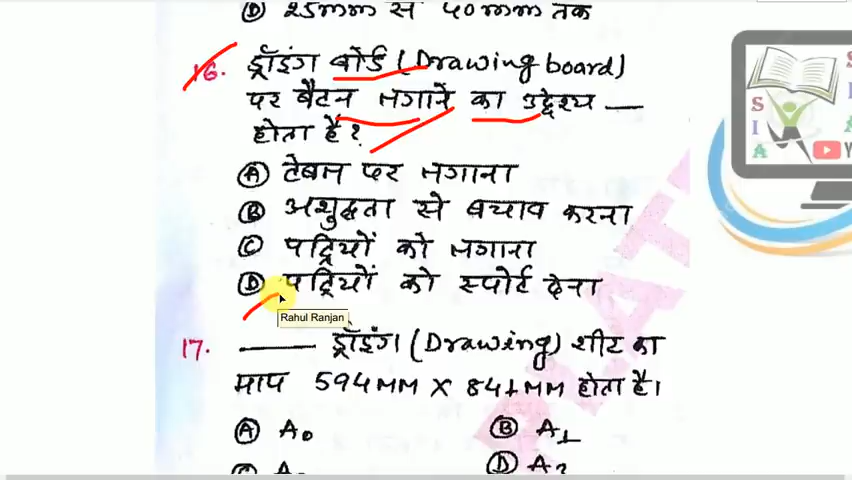 (D) 25mm से 40mm तक
16. ड्रॉइंग बोर्ड (Drawing board)
पर बैटन लगाने का उद्देश्य —
होता है?
(A) टेबल पर लगाना
(B) अशुद्धता से बचाव करना
(C) पट्रियों को लगाना
(D) पट्रियों को स्पोर्ट देना
Rahul Ranjan
17. —— ड्रॉइंग (Drawing) शीट का
माप 594MM X 841MM होता है।
(A) A0 (B) A1
(D)
S I A